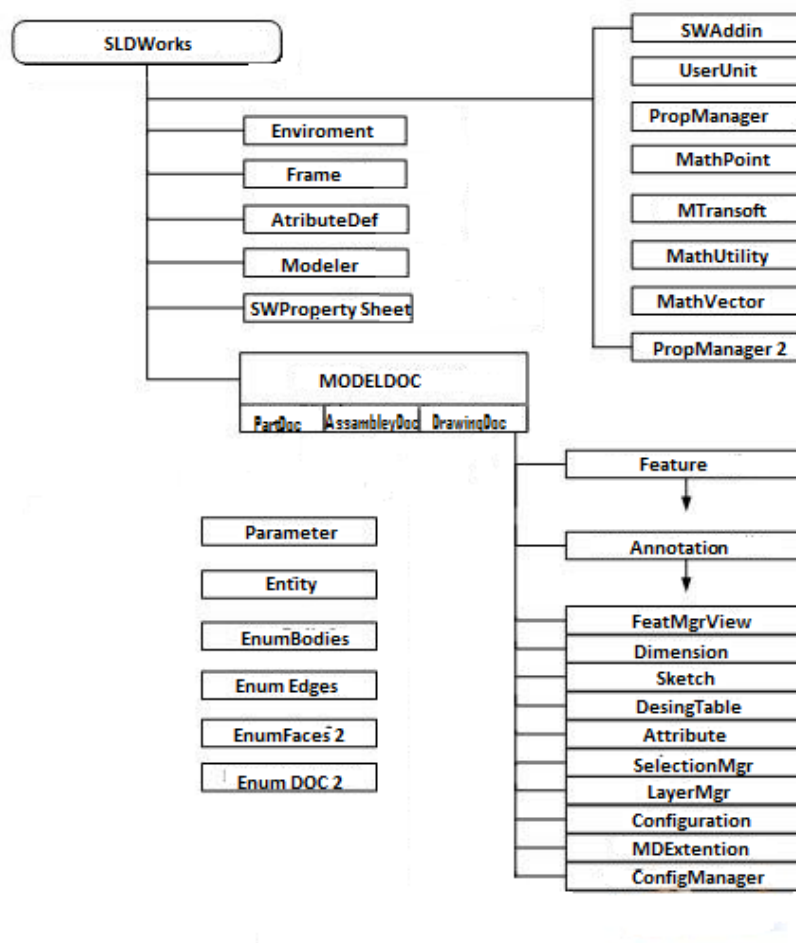 SLDWorks
Enviroment
Frame
AtributeDef
Modeler
SWProperty Sheet
SWAddin
UserUnit
PropManager
MathPoint
MTransoft
MathUtility
MathVector
PropManager 2
MODELDOC
PartDoc AssambleyDoc DrawingDoc
Feature
Annotation
FeatMgrView
Dimension
Sketch
DesingTable
Attribute
SelectionMgr
LayerMgr
Configuration
MDExtention
ConfigManager
Parameter
Entity
EnumBodies
Enum Edges
EnumFaces 2
Enum DOC 2